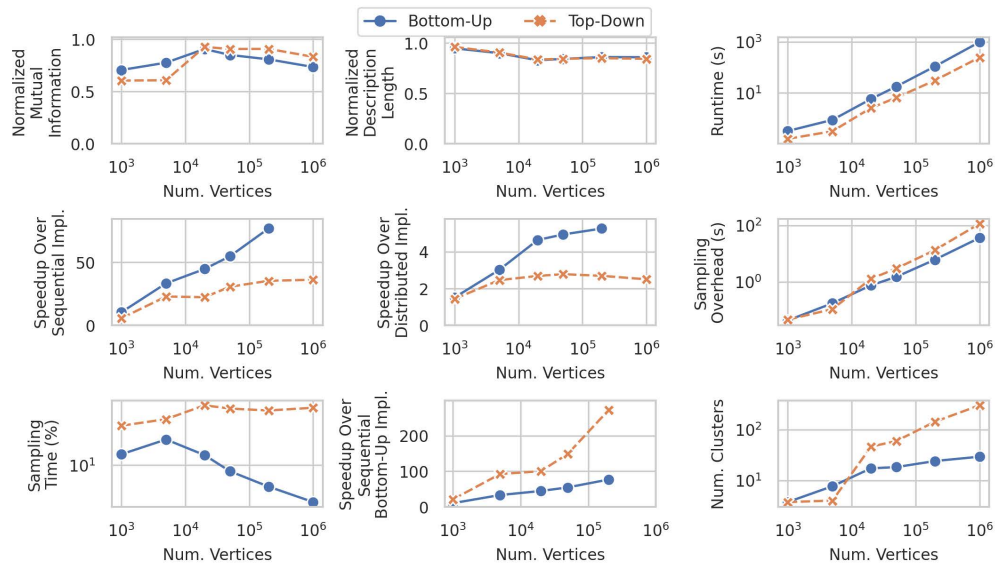 Bottom-Up Top-Down
Normalized
Mutual
Information
1.0
0.5
0.0
10³ 10⁴ 10⁵ 10⁶
Num. Vertices
Normalized
Description
Length
1.0
0.5
0.0
10³ 10⁴ 10⁵ 10⁶
Num. Vertices
Runtime (s)
10³
10¹
10³ 10⁴ 10⁵ 10⁶
Num. Vertices
Speedup Over
Sequential Impl.
50
0
10³ 10⁴ 10⁵ 10⁶
Num. Vertices
Speedup Over
Distributed Impl.
4
2
0
10³ 10⁴ 10⁵ 10⁶
Num. Vertices
Sampling
Overhead (s)
10²
10⁰
10³ 10⁴ 10⁵ 10⁶
Num. Vertices
Sampling
Time (%)
10¹
10³ 10⁴ 10⁵ 10⁶
Num. Vertices
Speedup Over
Sequential
Bottom-Up Impl.
200
100
0
10³ 10⁴ 10⁵ 10⁶
Num. Vertices
Num. Clusters
10²
10¹
10³ 10⁴ 10⁵ 10⁶
Num. Vertices